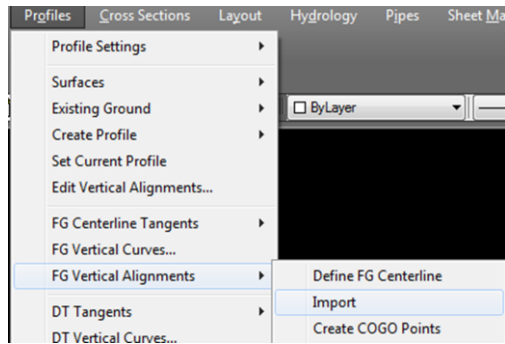 Profiles Cross Sections Layout Hydrology Pipes Sheet Ma
Profile Settings
Surfaces
Existing Ground
ByLayer
Create Profile
Set Current Profile
Edit Vertical Alignments...
FG Centerline Tangents
FG Vertical Curves...
FG Vertical Alignments
Define FG Centerline
Import
DT Tangents
Create COGO Points
DT Vertical Curves...